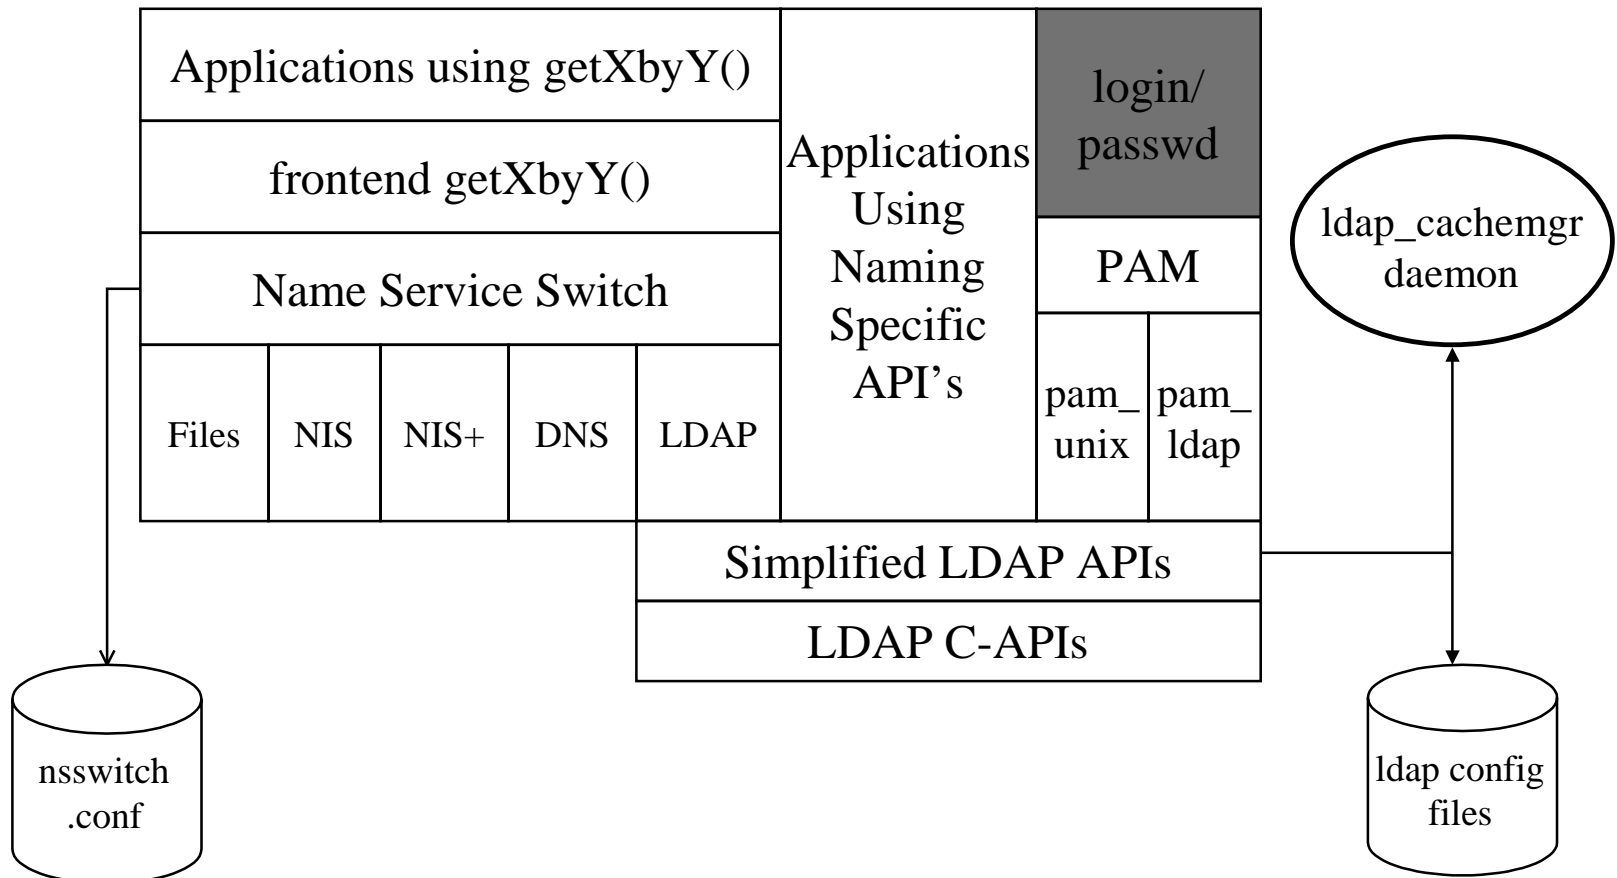 Applications using getXbyY()
frontend getXbyY()
Name Service Switch
Files
NIS
NIS+
DNS
LDAP
Applications
Using
Naming
Specific
API’s
login/
passwd
PAM
pam_
unix
pam_
ldap
Simplified LDAP APIs
LDAP C-APIs
ldap_cachemgr
daemon
nsswitch
.conf
ldap config
files